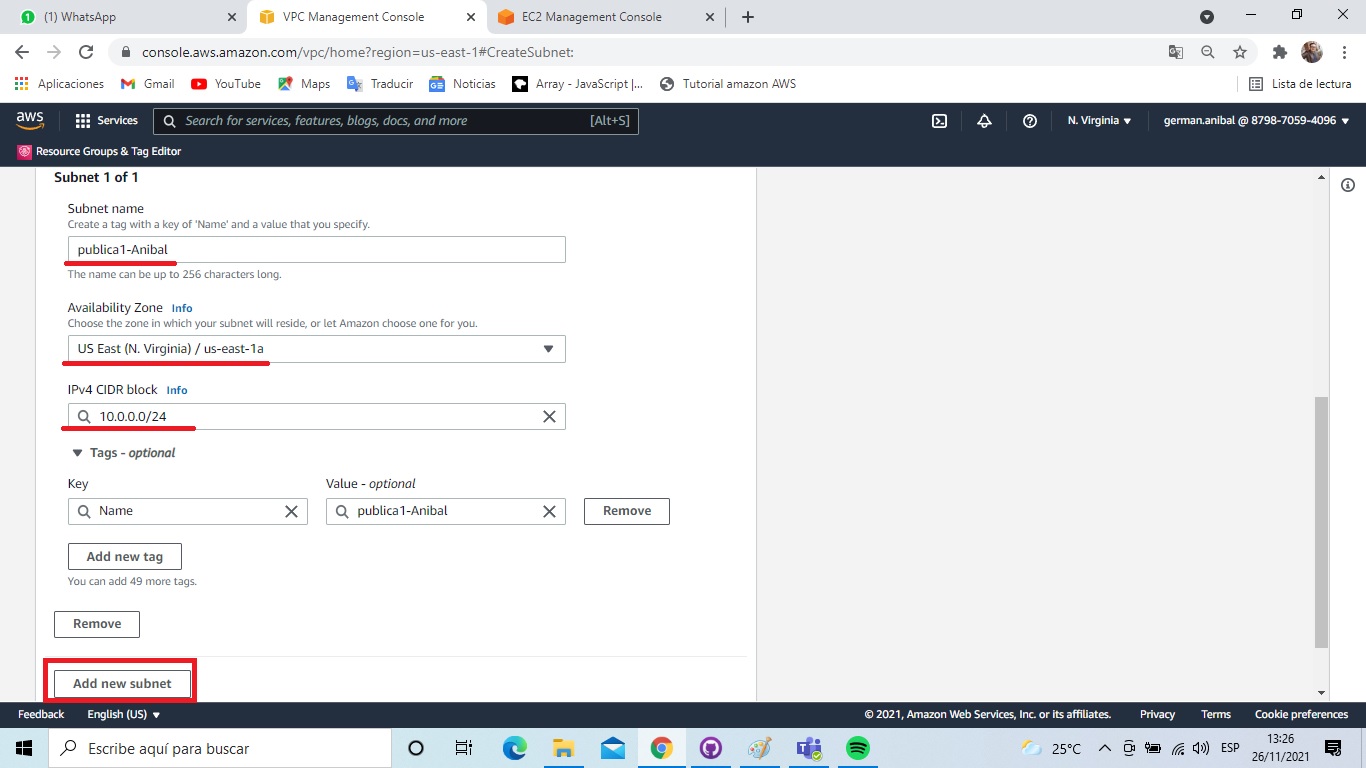 (1) WhatsApp
VPC Management Console
EC2 Management Console
console.aws.amazon.com/vpc/home?region=us-east-1#CreateSubnet:
Aplicaciones
Gmail
YouTube
Maps
Traducir
Noticias
Array - JavaScript |...
Tutorial amazon AWS
Lista de lectura
aws
Services
Search for services, features, blogs, docs, and more
[Alt+S]
N. Virginia
german.anibal @ 8798-7059-4096
Resource Groups & Tag Editor
Subnet 1 of 1
Subnet name
Create a tag with a key of 'Name' and a value that you specify.
publica1-Anibal
The name can be up to 256 characters long.
Availability Zone Info
Choose the zone in which your subnet will reside, or let Amazon choose one for you.
US East (N. Virginia) / us-east-1a
IPv4 CIDR block Info
10.0.0.0/24
Tags - optional
Key
Value - optional
Name
publica1-Anibal
Remove
Add new tag
You can add 49 more tags.
Remove
Add new subnet
Feedback
English (US)
© 2021, Amazon Web Services, Inc. or its affiliates.
Privacy
Terms
Cookie preferences
Escribe aquí para buscar
25°C
ESP
13:26
26/11/2021